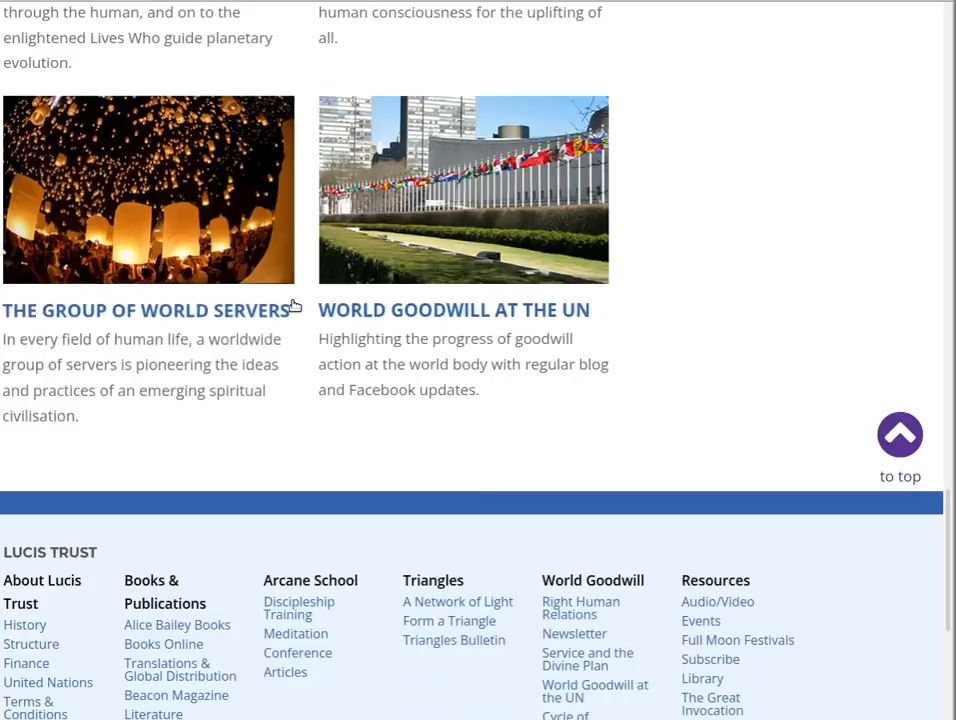 through the human, and on to the
enlightened Lives Who guide planetary
evolution.
human consciousness for the uplifting of
all.
THE GROUP OF WORLD SERVERS
In every field of human life, a worldwide
group of servers is pioneering the ideas
and practices of an emerging spiritual
civilisation.
WORLD GOODWILL AT THE UN
Highlighting the progress of goodwill
action at the world body with regular blog
and Facebook updates.
to top
LUCIS TRUST
About Lucis
Trust
History
Structure
Finance
United Nations
Terms &
Conditions
Books &
Publications
Alice Bailey Books
Books Online
Translations &
Global Distribution
Beacon Magazine
Literature
Arcane School
Discipleship
Training
Meditation
Conference
Articles
Triangles
A Network of Light
Form a Triangle
Triangles Bulletin
World Goodwill
Right Human
Relations
Newsletter
Service and the
Divine Plan
World Goodwill at
the UN
Cycle of
Resources
Audio/Video
Events
Full Moon Festivals
Subscribe
Library
The Great
Invocation